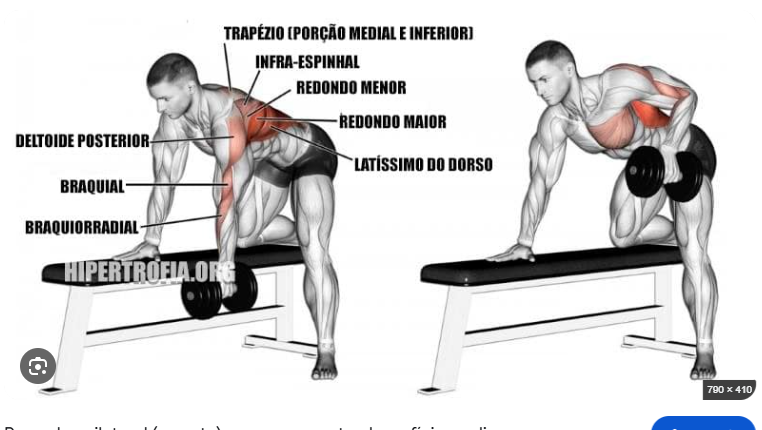 TRAPÉZIO (PORÇÃO MEDIAL E INFERIOR)
INFRA-ESPINHAL
REDONDO MENOR
REDONDO MAIOR
DELTOIDE POSTERIOR
LATÍSSIMO DO DORSO
BRAQUIAL
BRAQUIORRADIAL
HIPERTROFIA.ORG
790 × 410